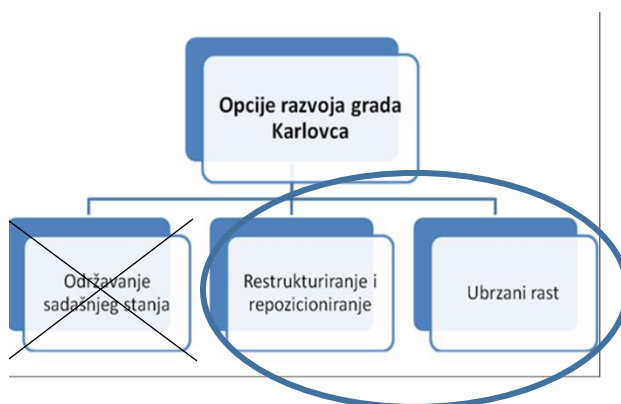 Opcije razvoja grada
Karlovca
Održavanje
sadašnjeg stanja
Restrukturiranje i
repozicioniranje
Ubrzani rast